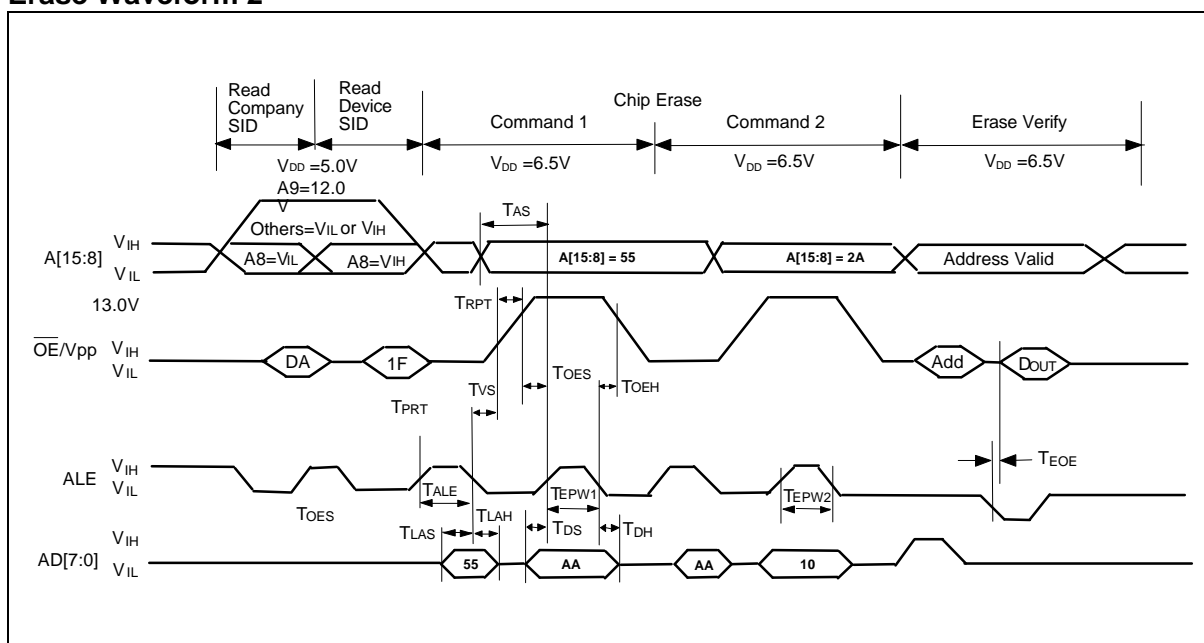 Erase Waveform 2
Read Company SID
Read Device SID
Chip Erase
Command 1
Command 2
Erase Verify
VDD =5.0V
VDD =6.5V
VDD =6.5V
VDD =6.5V
A9=12.0
V
TAS
Others=VIL or VIH
A[15:8]
VIH
VIL
A8=VIL
A8=VIH
A[15:8] = 55
A[15:8] = 2A
Address Valid
13.0V
TRPT
OE/Vpp
VIH
VIL
DA
1F
Add
DOUT
TVS
TOES
TOEH
TPRT
TEOE
ALE
VIH
VIL
TOES
TALE
TEPW1
TEPW2
TLAS
TLAH
TDS
TDH
AD[7:0]
VIH
VIL
55
AA
AA
10